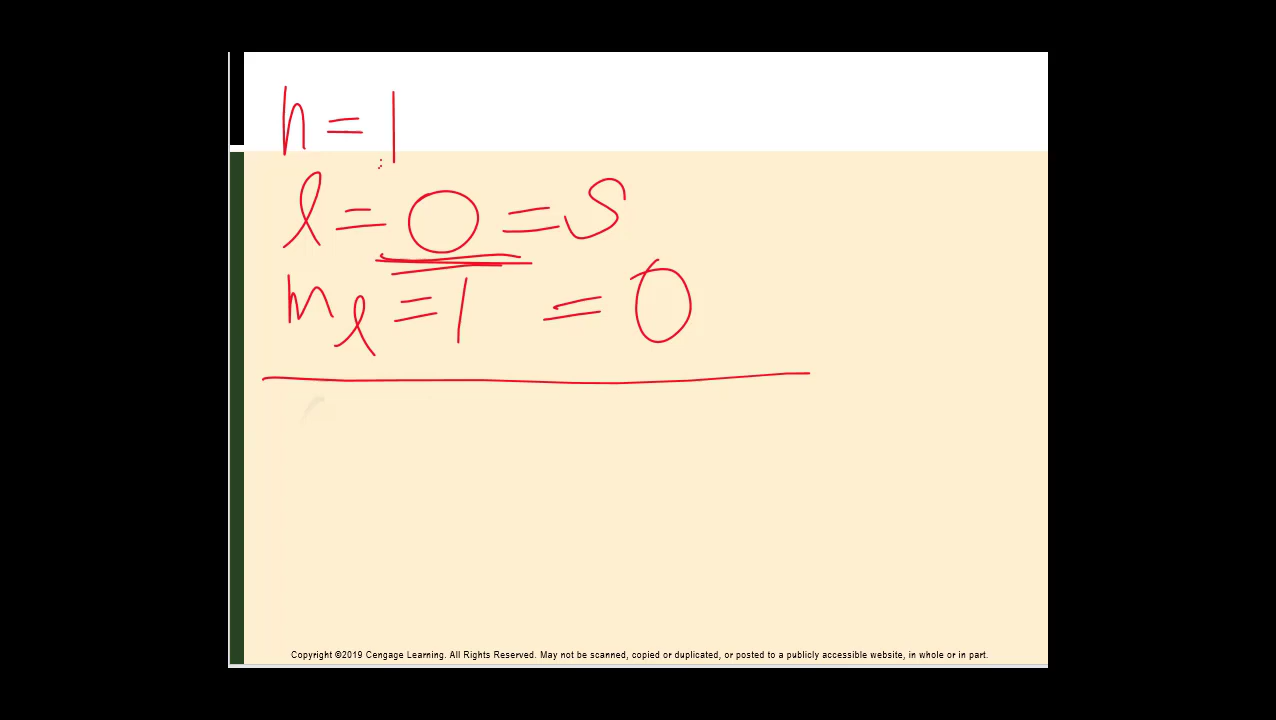 n = 1
l = 0 = s
ml = 1 = 0
Copyright ©2019 Cengage Learning. All Rights Reserved. May not be scanned, copied or duplicated, or posted to a publicly accessible website, in whole or in part.